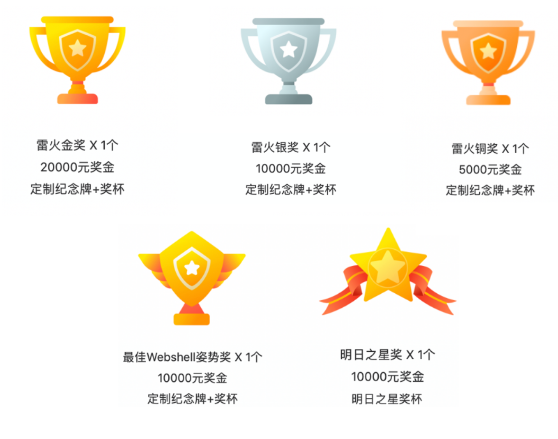 雷火金奖 X 1个
20000元奖金
定制纪念牌+奖杯
雷火银奖 X 1个
10000元奖金
定制纪念牌+奖杯
雷火铜奖 X 1个
5000元奖金
定制纪念牌+奖杯
最佳Webshell姿势奖 X 1个
10000元奖金
定制纪念牌+奖杯
明日之星奖 X 1个
10000元奖金
明日之星奖杯